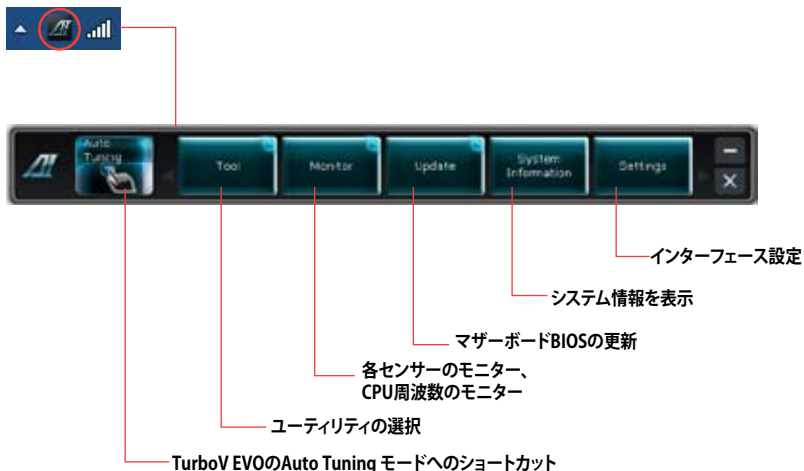 Auto
Tuning
Tool
Monitor
Update
System
Information
Settings
インターフェース設定
システム情報を表示
マザーボードBIOSの更新
各センサーのモニター、
CPU周波数のモニター
ユーティリティの選択
TurboV EVOのAuto Tuning モードへのショートカット